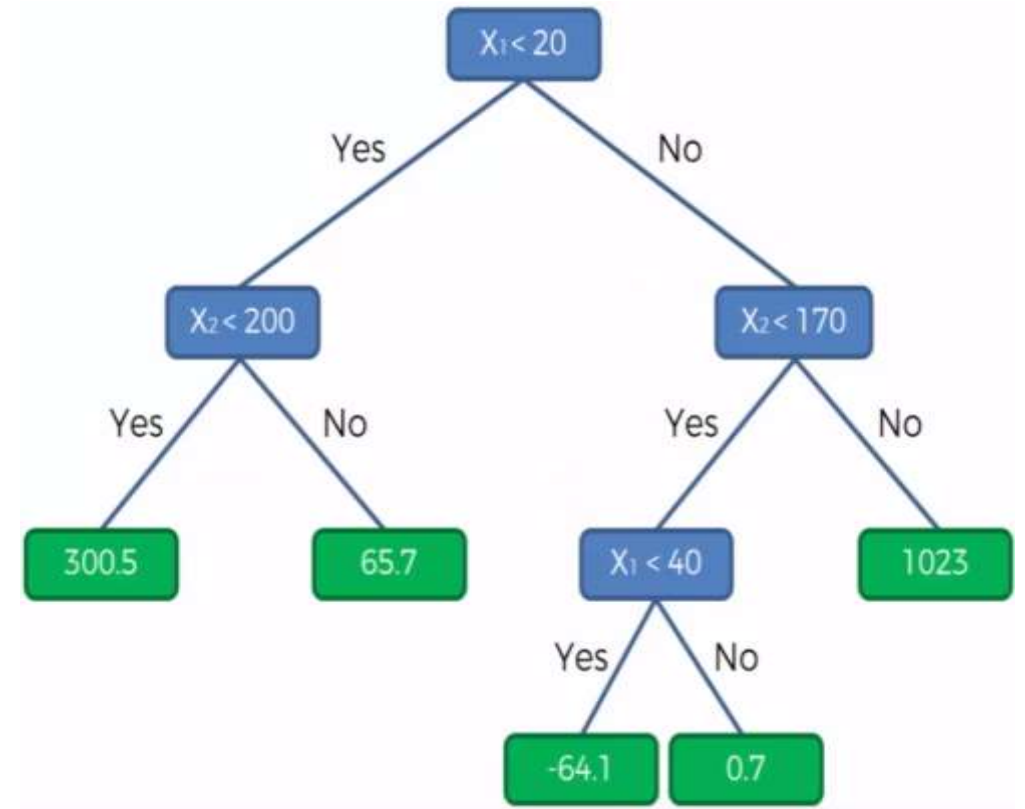 X₁ < 20
Yes
No
X₂ < 200
X₂ < 170
Yes
No
Yes
No
300.5
65.7
X₁ < 40
1023
Yes
No
-64.1
0.7